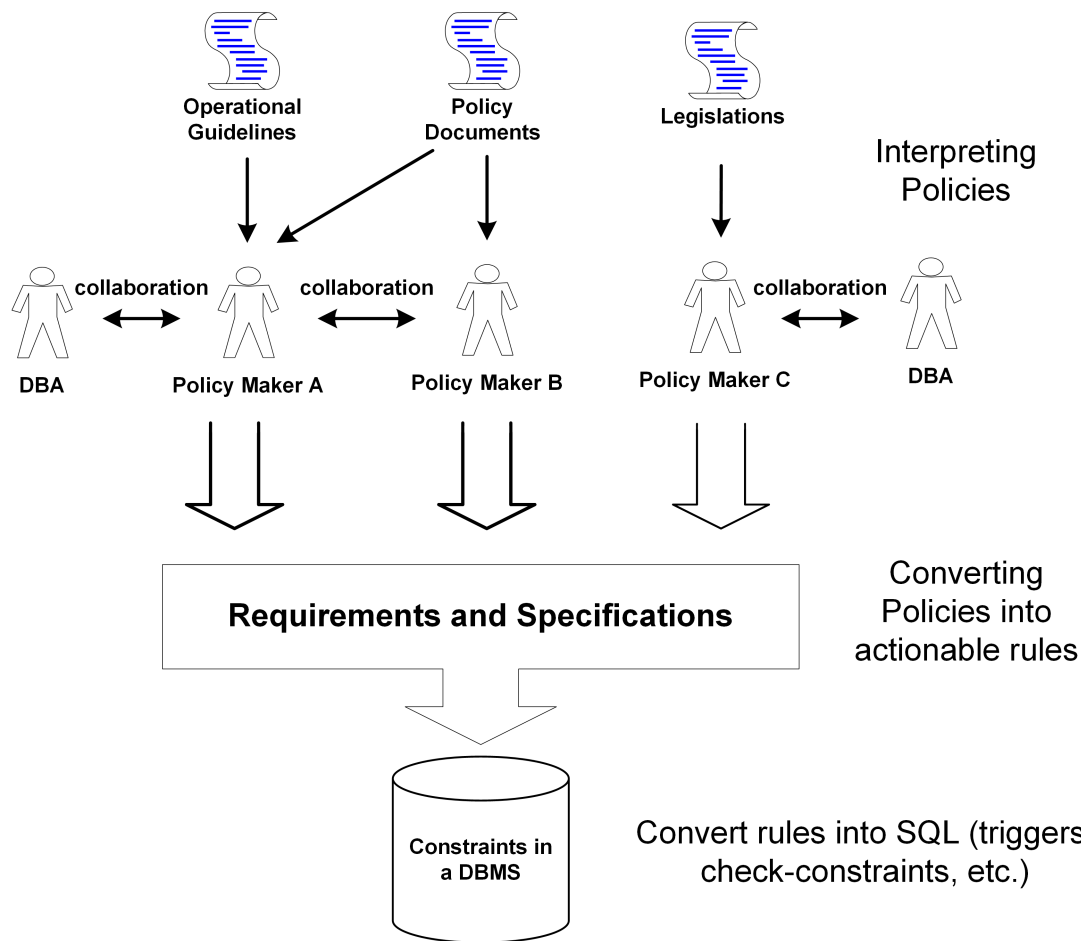 Operational
Guidelines
Policy
Documents
Legislations
Interpreting
Policies
collaboration
collaboration
collaboration
DBA
Policy Maker A
Policy Maker B
Policy Maker C
DBA
Requirements and Specifications
Converting
Policies into
actionable rules
Constraints in
a DBMS
Convert rules into SQL (triggers
check-constraints, etc.)